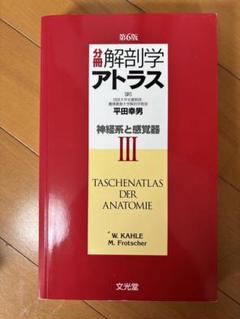 第6版
分冊 解剖学
アトラス
[訳]
平田幸男
神経系と感覚器
III
TASCHENATLAS
DER
ANATOMIE
W. KAHLE
M. Frotscher
文光堂